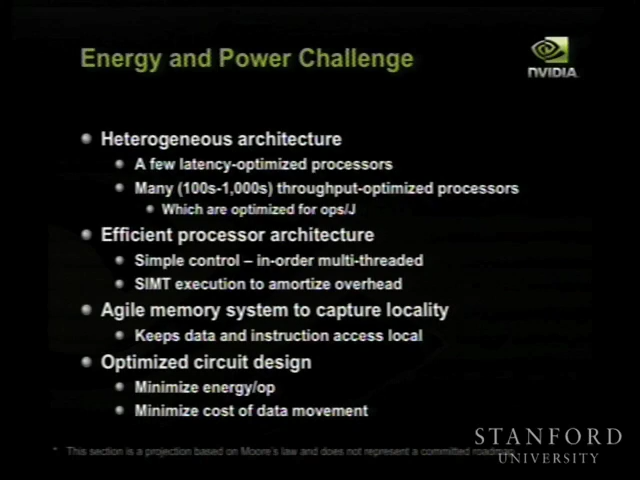 Energy and Power Challenge
NVIDIA
Heterogeneous architecture
A few latency-optimized processors
Many (100s-1,000s) throughput-optimized processors
Which are optimized for ops/J
Efficient processor architecture
Simple control – in-order multi-threaded
SIMT execution to amortize overhead
Agile memory system to capture locality
Keeps data and instruction access local
Optimized circuit design
Minimize energy/op
Minimize cost of data movement
STANFORD
UNIVERSITY
* This section is a projection based on Moore's law and does not represent a committed